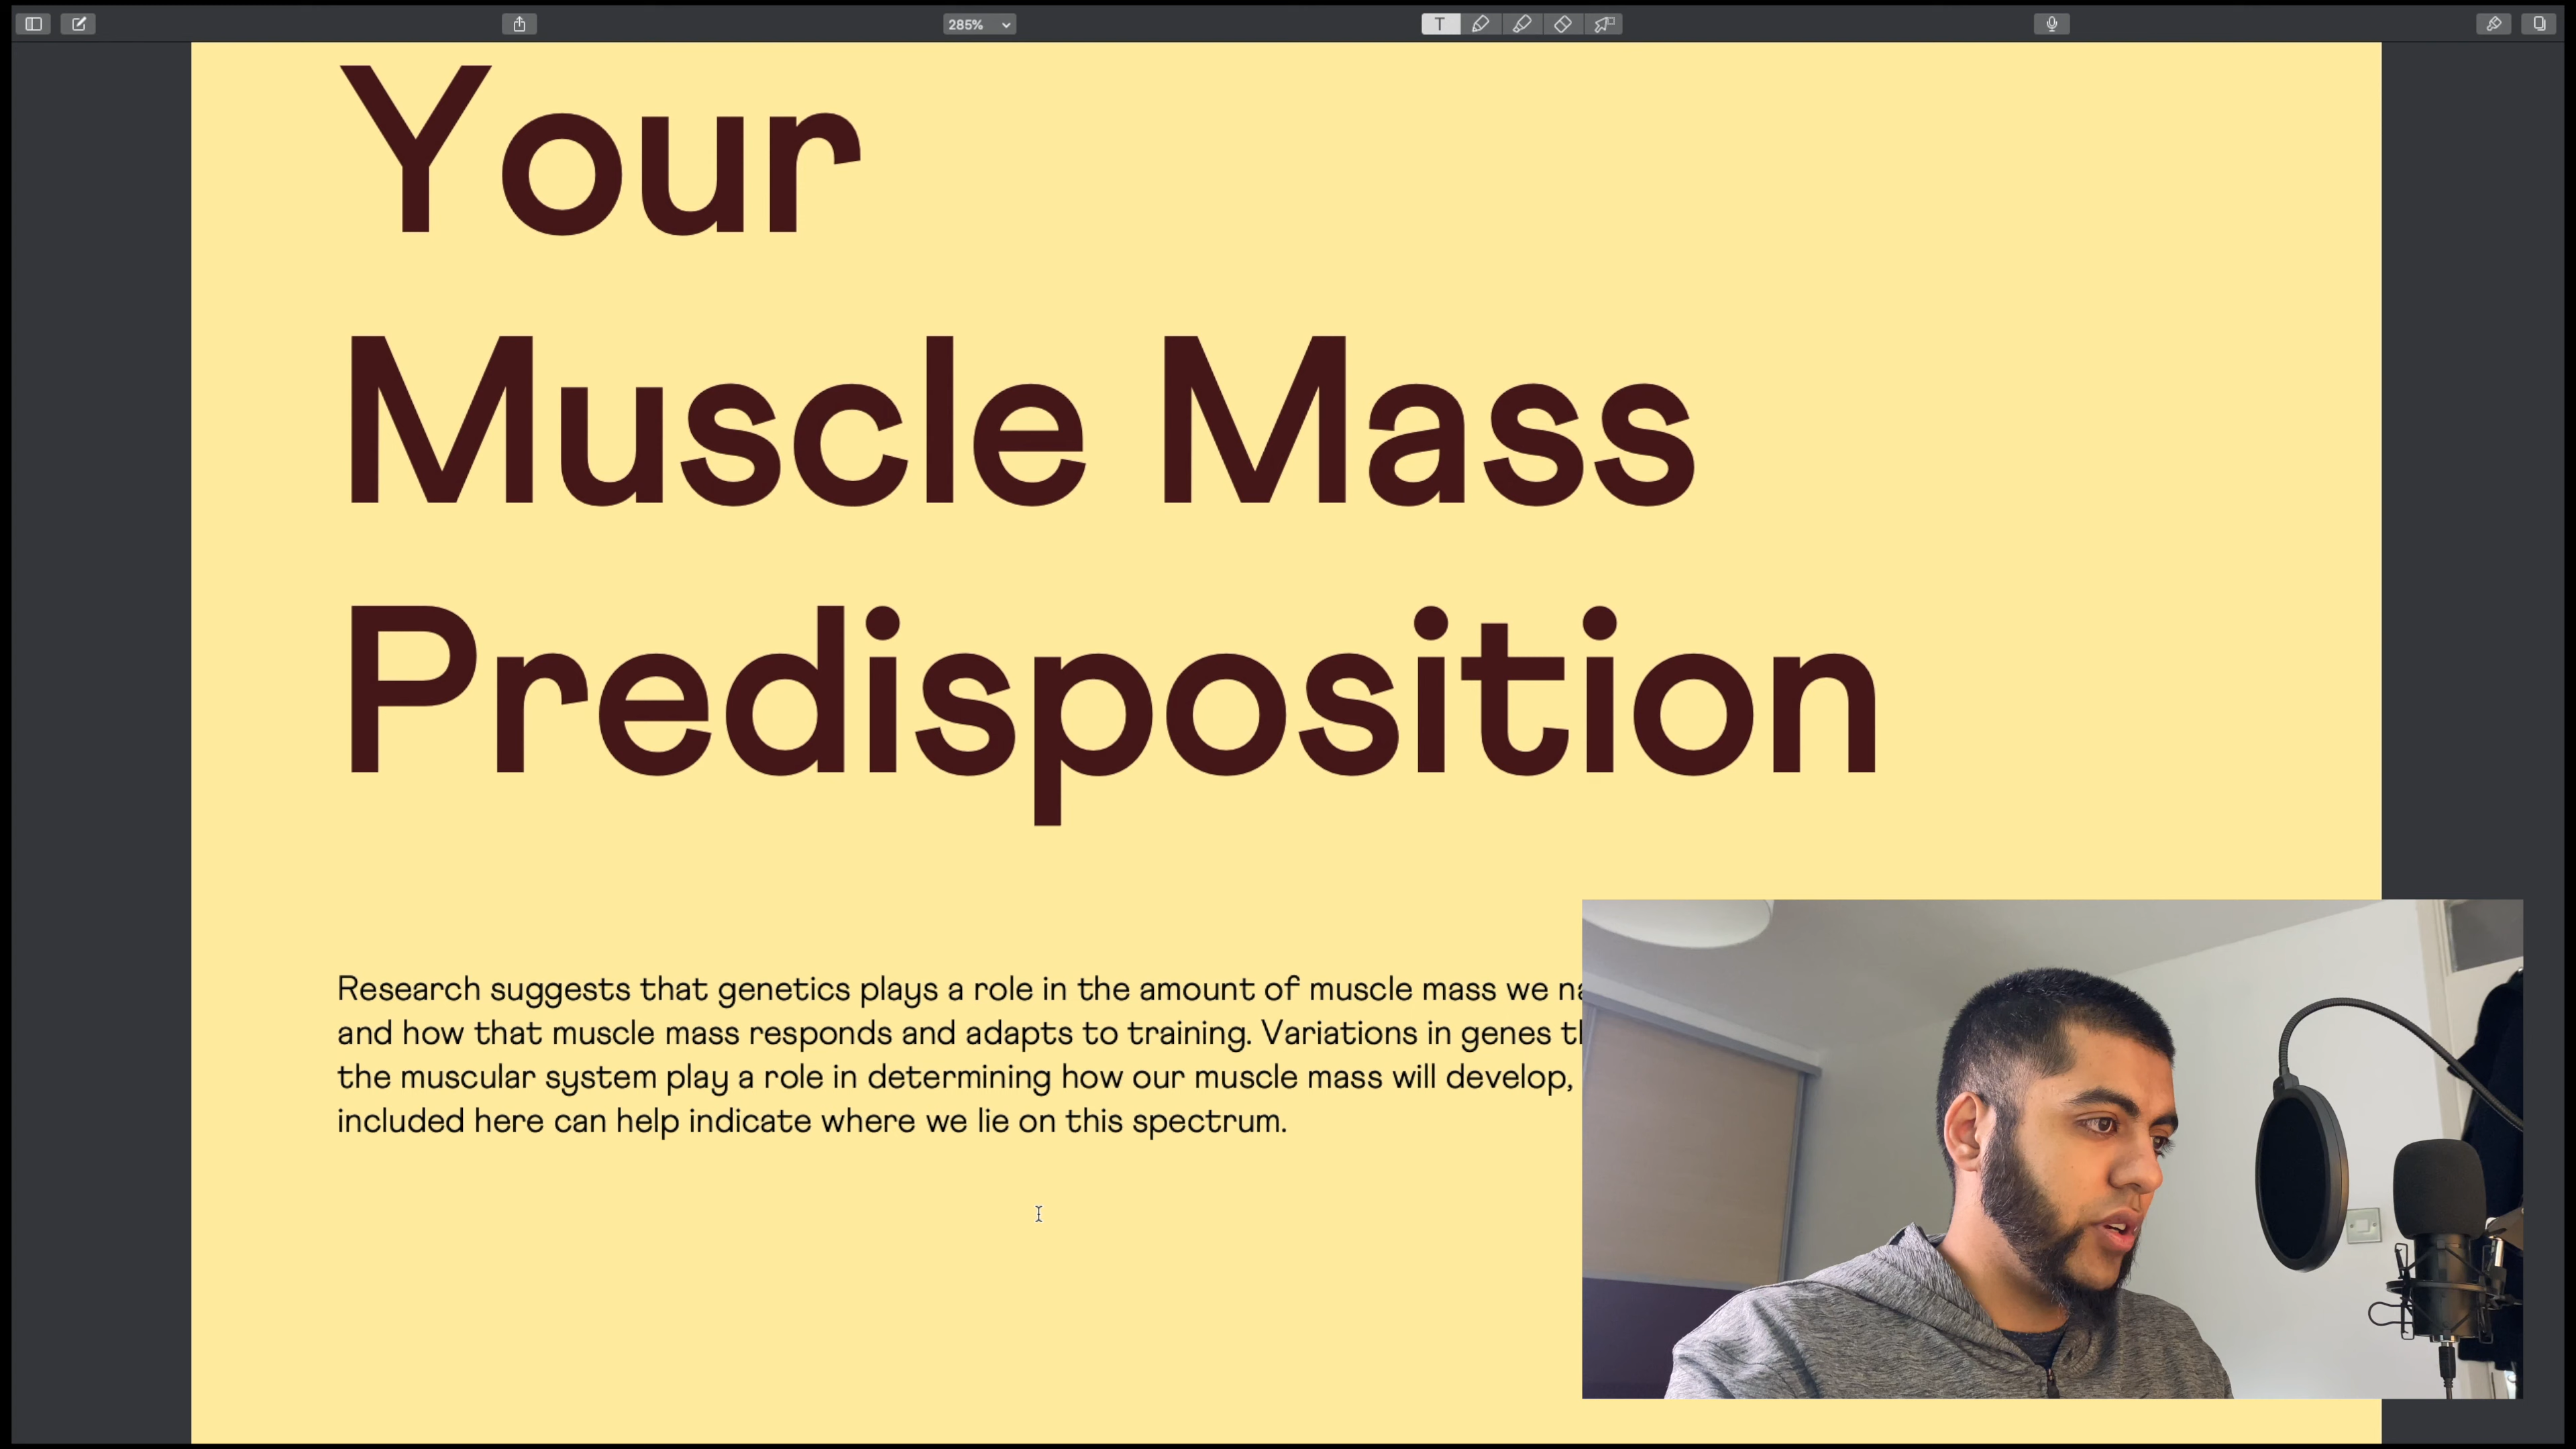 285%
T
Your
Muscle Mass
Predisposition
Research suggests that genetics plays a role in the amount of muscle mass we
and how that muscle mass responds and adapts to training. Variations in genes
the muscular system play a role in determining how our muscle mass will develop,
included here can help indicate where we lie on this spectrum.